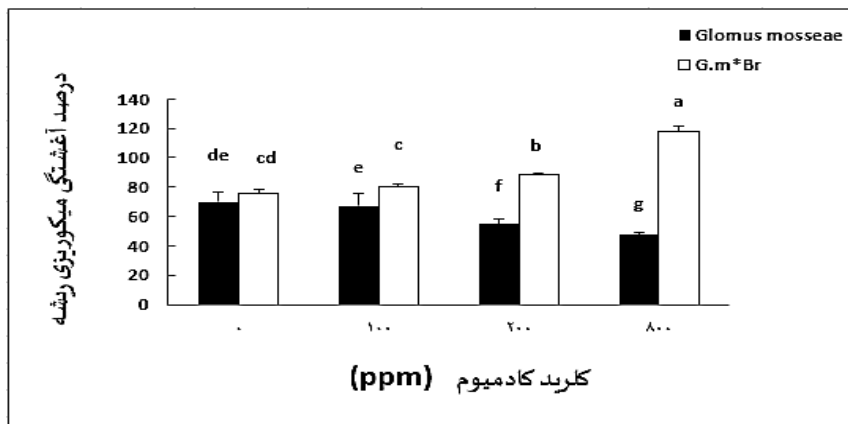 Glomus mosseae
G.m*Br
درصد آغشتگی میکوریزی ریشه
140
120
100
80
60
40
20
0
de
cd
e
c
f
b
g
a
۰
۱۰۰
۲۰۰
۸۰۰
کلرید کادمیوم (ppm)